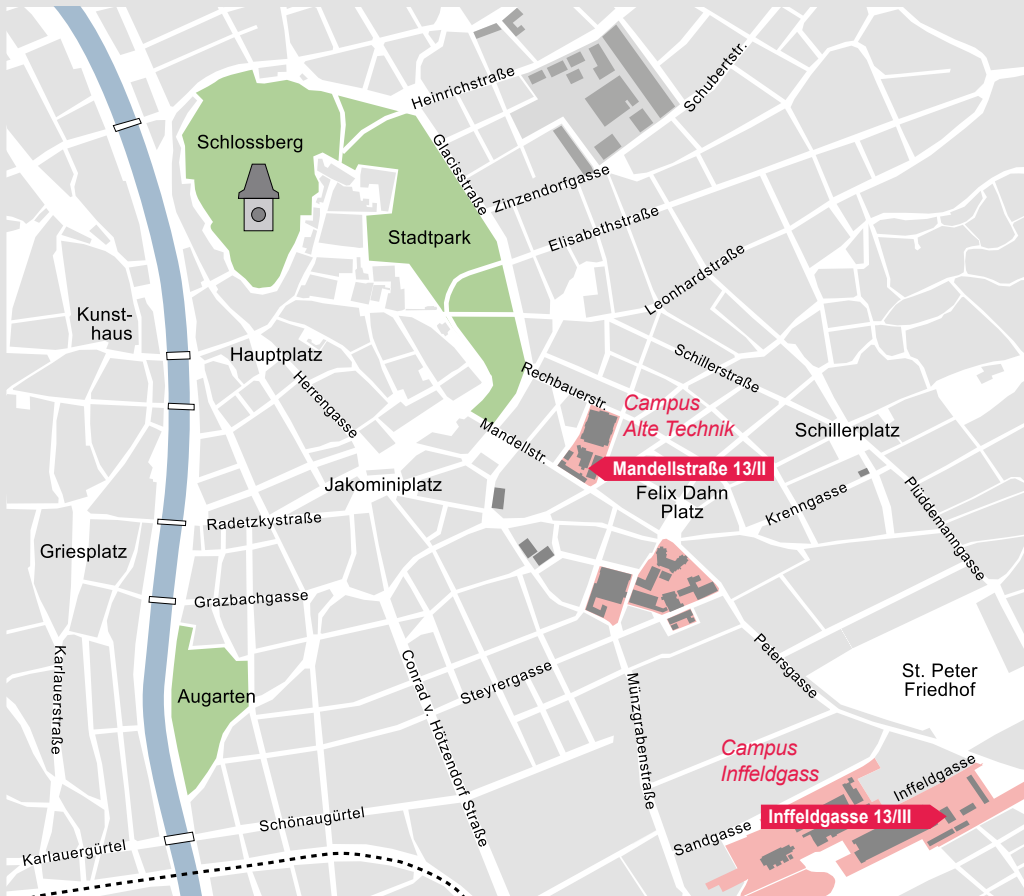 Heinrichstraße
Schubertstr.
Schlossberg
Glacisstraße
Zinzendorfgasse
Stadtpark
Elisabethstraße
Leonhardstraße
Kunst-
haus
Hauptplatz
Herrengasse
Rechbauerstr.
Schillerstraße
Campus
Alte Technik
Mandellstr.
Schillerplatz
Mandellstraße 13/II
Jakominiplatz
Felix Dahn
Platz
Krenngasse
Plüddemanngasse
Radetzkystraße
Griesplatz
Grazbachgasse
Karlauerstraße
Augarten
Conrad v. Hötzendorf Straße
Steyrergasse
Münzgrabenstraße
Petersgasse
St. Peter
Friedhof
Campus
Inffeldgass
Inffeldgasse
Inffeldgasse 13/III
Sandgasse
Schönaugürtel
Karlauergürtel